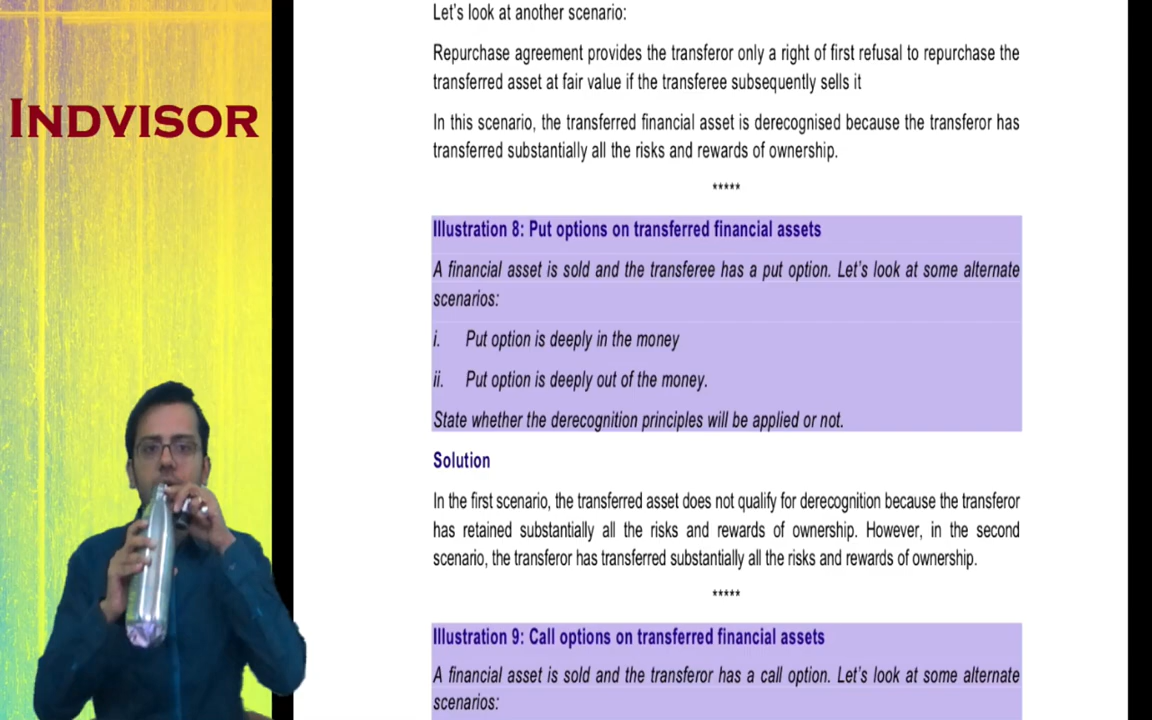 Let's look at another scenario:
Repurchase agreement provides the transferor only a right of first refusal to repurchase the
transferred asset at fair value if the transferee subsequently sells it
INDVISOR
In this scenario, the transferred financial asset is derecognised because the transferor has
transferred substantially all the risks and rewards of ownership.
*****
Illustration 8: Put options on transferred financial assets
A financial asset is sold and the transferee has a put option. Let's look at some alternate
scenarios:
i. Put option is deeply in the money
ii. Put option is deeply out of the money.
State whether the derecognition principles will be applied or not.
Solution
In the first scenario, the transferred asset does not qualify for derecognition because the transferor
has retained substantially all the risks and rewards of ownership. However, in the second
scenario, the transferor has transferred substantially all the risks and rewards of ownership.
*****
Illustration 9: Call options on transferred financial assets
A financial asset is sold and the transferor has a call option. Let's look at some alternate
scenarios: